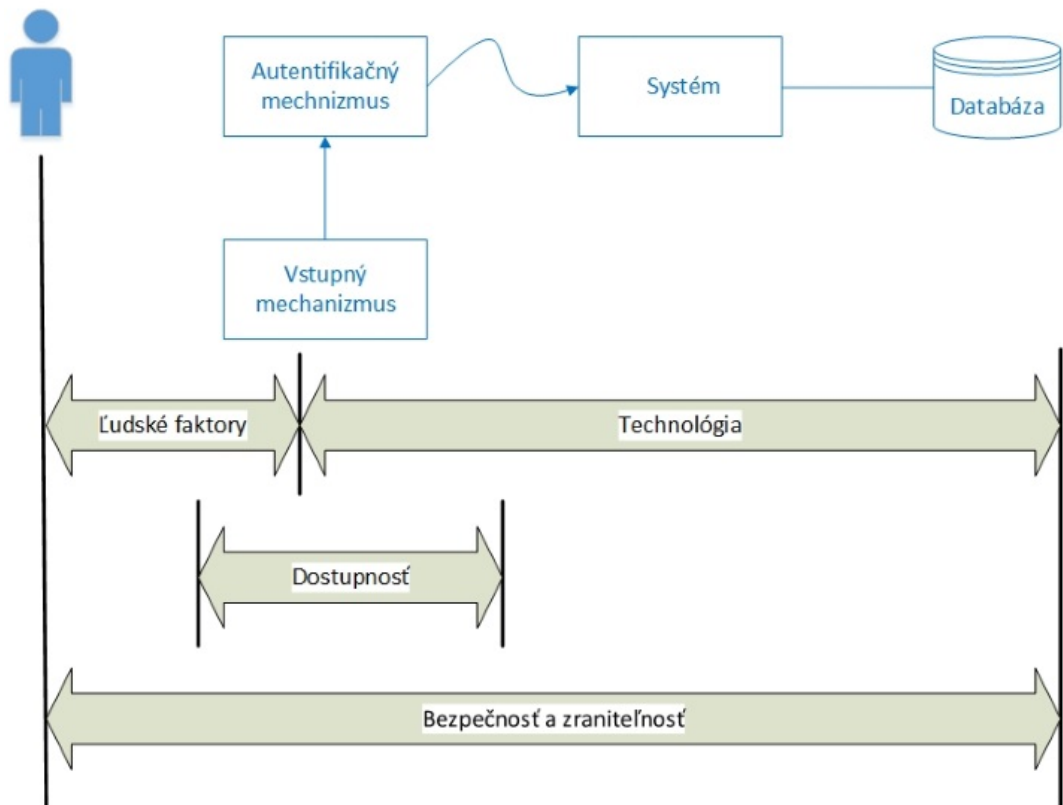 Autentifikačný
mechnizmus
Systém
Databáza
Vstupný
mechanizmus
Ľudské faktory
Technológia
Dostupnosť
Bezpečnosť a zraniteľnosť